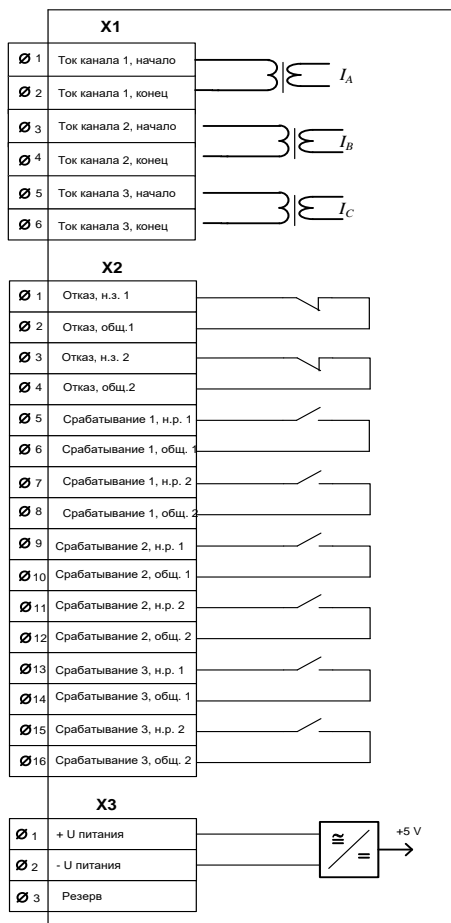 X1
Ø 1 Ток канала 1, начало
Ø 2 Ток канала 1, конец
I_A
Ø 3 Ток канала 2, начало
Ø 4 Ток канала 2, конец
I_B
Ø 5 Ток канала 3, начало
Ø 6 Ток канала 3, конец
I_C
X2
Ø 1 Отказ, н.з. 1
Ø 2 Отказ, общ.1
Ø 3 Отказ, н.з. 2
Ø 4 Отказ, общ.2
Ø 5 Срабатывание 1, н.р. 1
Ø 6 Срабатывание 1, общ. 1
Ø 7 Срабатывание 1, н.р. 2
Ø 8 Срабатывание 1, общ. 2
Ø 9 Срабатывание 2, н.р. 1
Ø 10 Срабатывание 2, общ. 1
Ø 11 Срабатывание 2, н.р. 2
Ø 12 Срабатывание 2, общ. 2
Ø 13 Срабатывание 3, н.р. 1
Ø 14 Срабатывание 3, общ. 1
Ø 15 Срабатывание 3, н.р. 2
Ø 16 Срабатывание 3, общ. 2
X3
Ø 1 + U питания
Ø 2 - U питания
Ø 3 Резерв
≅
=
+5 V